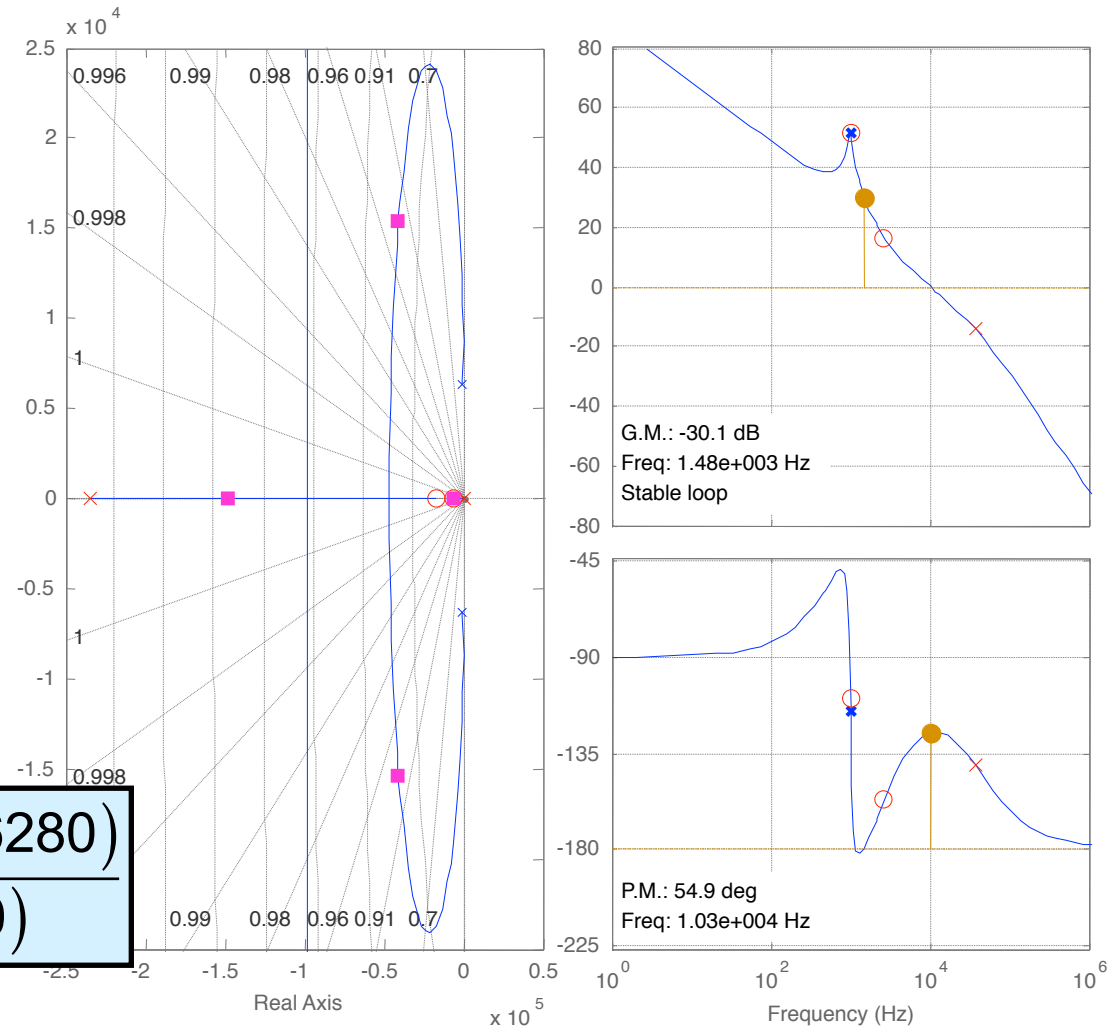 x 10 4
2.5
2
1.5
1
0.5
0
-0.5
-1
-1.5
0.996 0.99 0.98 0.96 0.91 0.7
0.998
1
1
0.998
0.99 0.98 0.96 0.91 0.7
6280)
)
-2.5 -2 -1.5 -1 -0.5 0 0.5
Real Axis
x 10 5
80
60
40
20
0
-20
-40
-60
-80
G.M.: -30.1 dB
Freq: 1.48e+003 Hz
Stable loop
-45
-90
-135
-180
-225
P.M.: 54.9 deg
Freq: 1.03e+004 Hz
10 0 10 2 10 4 10 6
Frequency (Hz)